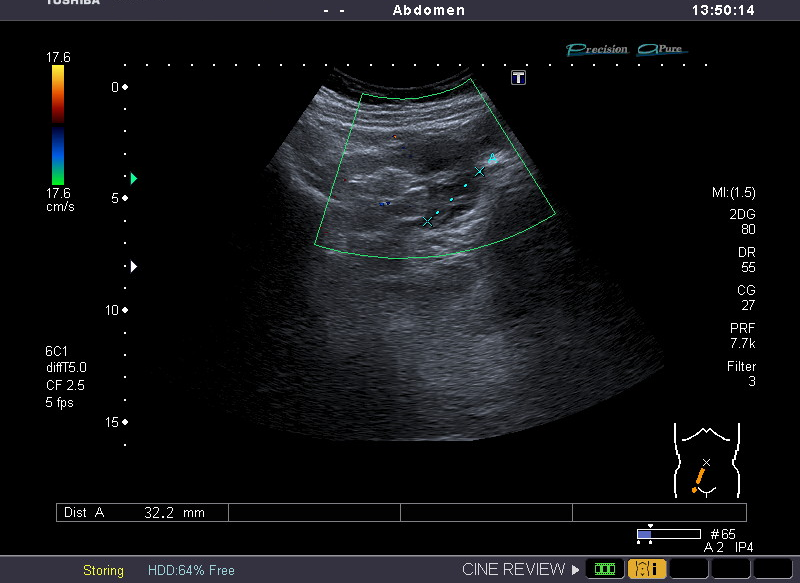 TOSHIBA
- - Abdomen 13:50:14
Precision APure
17.6
17.6
cm/s
T
0
5
10
15
A
MI:(1.5)
2DG
80
DR
55
CG
27
PRF
7.7k
Filter
3
6C1
diffT5.0
CF 2.5
5 fps
Dist A 32.2 mm
#65
A 2 IP4
Storing HDD:64% Free CINE REVIEW
i